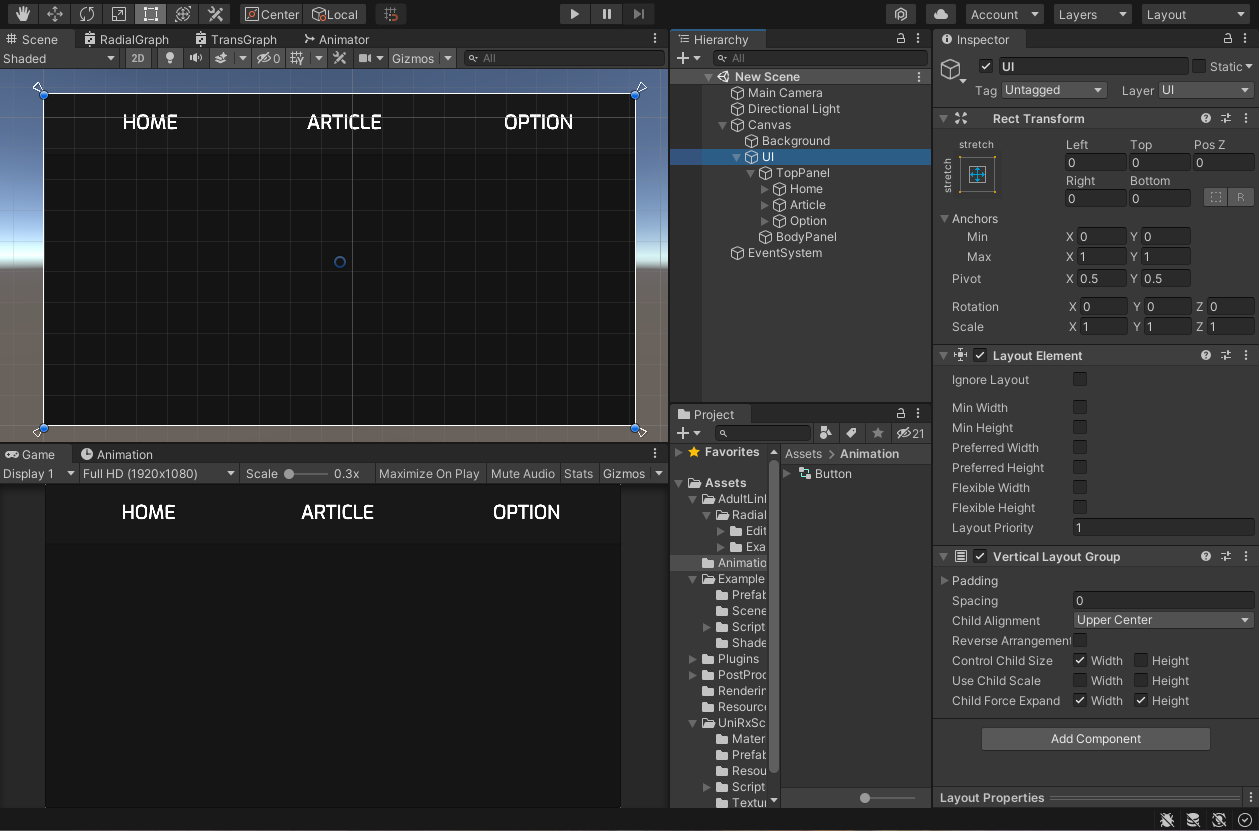 Center Local Account Layers Layout
Scene RadialGraph TransGraph Animator
Shaded 2D 0 Gizmos All
HOME ARTICLE OPTION
Game Animation
Display 1 Full HD (1920x1080) Scale 0.3x Maximize On Play Mute Audio Stats Gizmos
HOME ARTICLE OPTION
Hierarchy
All
New Scene
Main Camera
Directional Light
Canvas
Background
UI
TopPanel
Home
Article
Option
BodyPanel
EventSystem
Project
21
Favorites
Assets
AdultLink
Radial
Edit
Exa
Animatio
Example
Prefab
Scene
Script
Shade
Plugins
PostProc
Renderin
Resourc
UniRxSc
Mater
Prefab
Resou
Script
Textur
Assets > Animation
Button
Inspector
UI Static
Tag Untagged Layer UI
Rect Transform
stretch Left Top Pos Z
stretch 0 0 0
Right Bottom
0 0 R
Anchors
Min X 0 Y 0
Max X 1 Y 1
Pivot X 0.5 Y 0.5
Rotation X 0 Y 0 Z 0
Scale X 1 Y 1 Z 1
Layout Element
Ignore Layout
Min Width
Min Height
Preferred Width
Preferred Height
Flexible Width
Flexible Height
Layout Priority 1
Vertical Layout Group
Padding
Spacing 0
Child Alignment Upper Center
Reverse Arrangement
Control Child Size Width Height
Use Child Scale Width Height
Child Force Expand Width Height
Add Component
Layout Properties